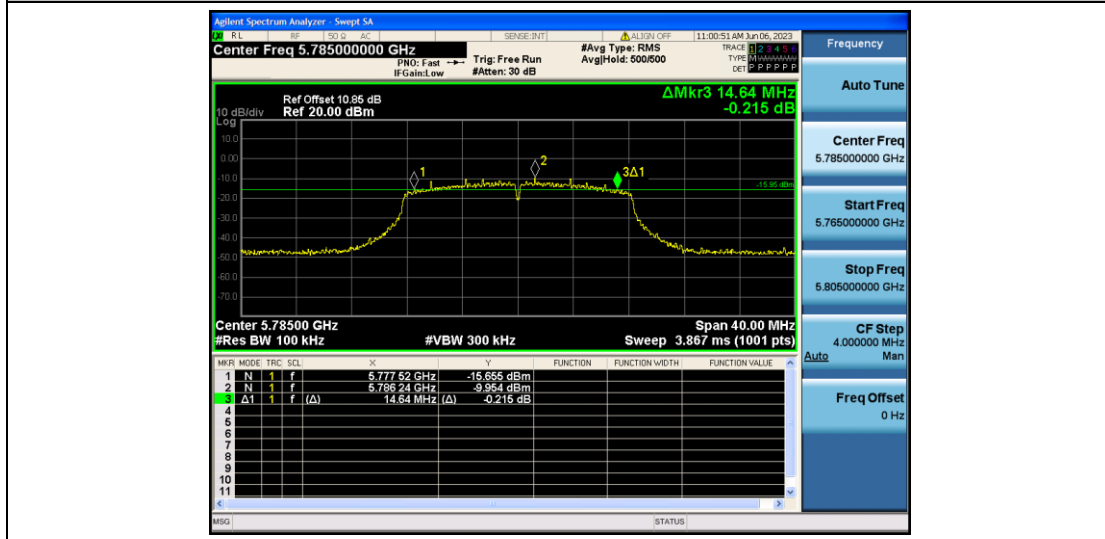 Agilent Spectrum Analyzer - Swept SA
RL RF 50 Ω AC SENSE:INT ALIGN OFF 11:00:51 AM Jun 06, 2023
Center Freq 5.785000000 GHz #Avg Type: RMS TRACE 1 2 3 4 5 6
PNO: Fast Trig: Free Run Avg|Hold: 500/500 TYPE M
IFGain:Low #Atten: 30 dB DET P P P P P P
ΔMkr3 14.64 MHz
-0.215 dB
Ref Offset 10.85 dB
10 dB/div Ref 20.00 dBm
Log
10.0
0.00
-10.0
-20.0
-30.0
-40.0
-50.0
-60.0
-70.0
1
2
3Δ1
-15.95 dBm
Center 5.78500 GHz Span 40.00 MHz
#Res BW 100 kHz #VBW 300 kHz Sweep 3.867 ms (1001 pts)
MKR MODE TRC SCL X Y FUNCTION FUNCTION WIDTH FUNCTION VALUE
1 N 1 f 5.777 52 GHz -15.655 dBm
2 N 1 f 5.786 24 GHz -9.954 dBm
3 Δ1 1 f (Δ) 14.64 MHz (Δ) -0.215 dB
4
5
6
7
8
9
10
11
MSG STATUS
Frequency
Auto Tune
Center Freq
5.785000000 GHz
Start Freq
5.765000000 GHz
Stop Freq
5.805000000 GHz
CF Step
4.000000 MHz
Auto Man
Freq Offset
0 Hz